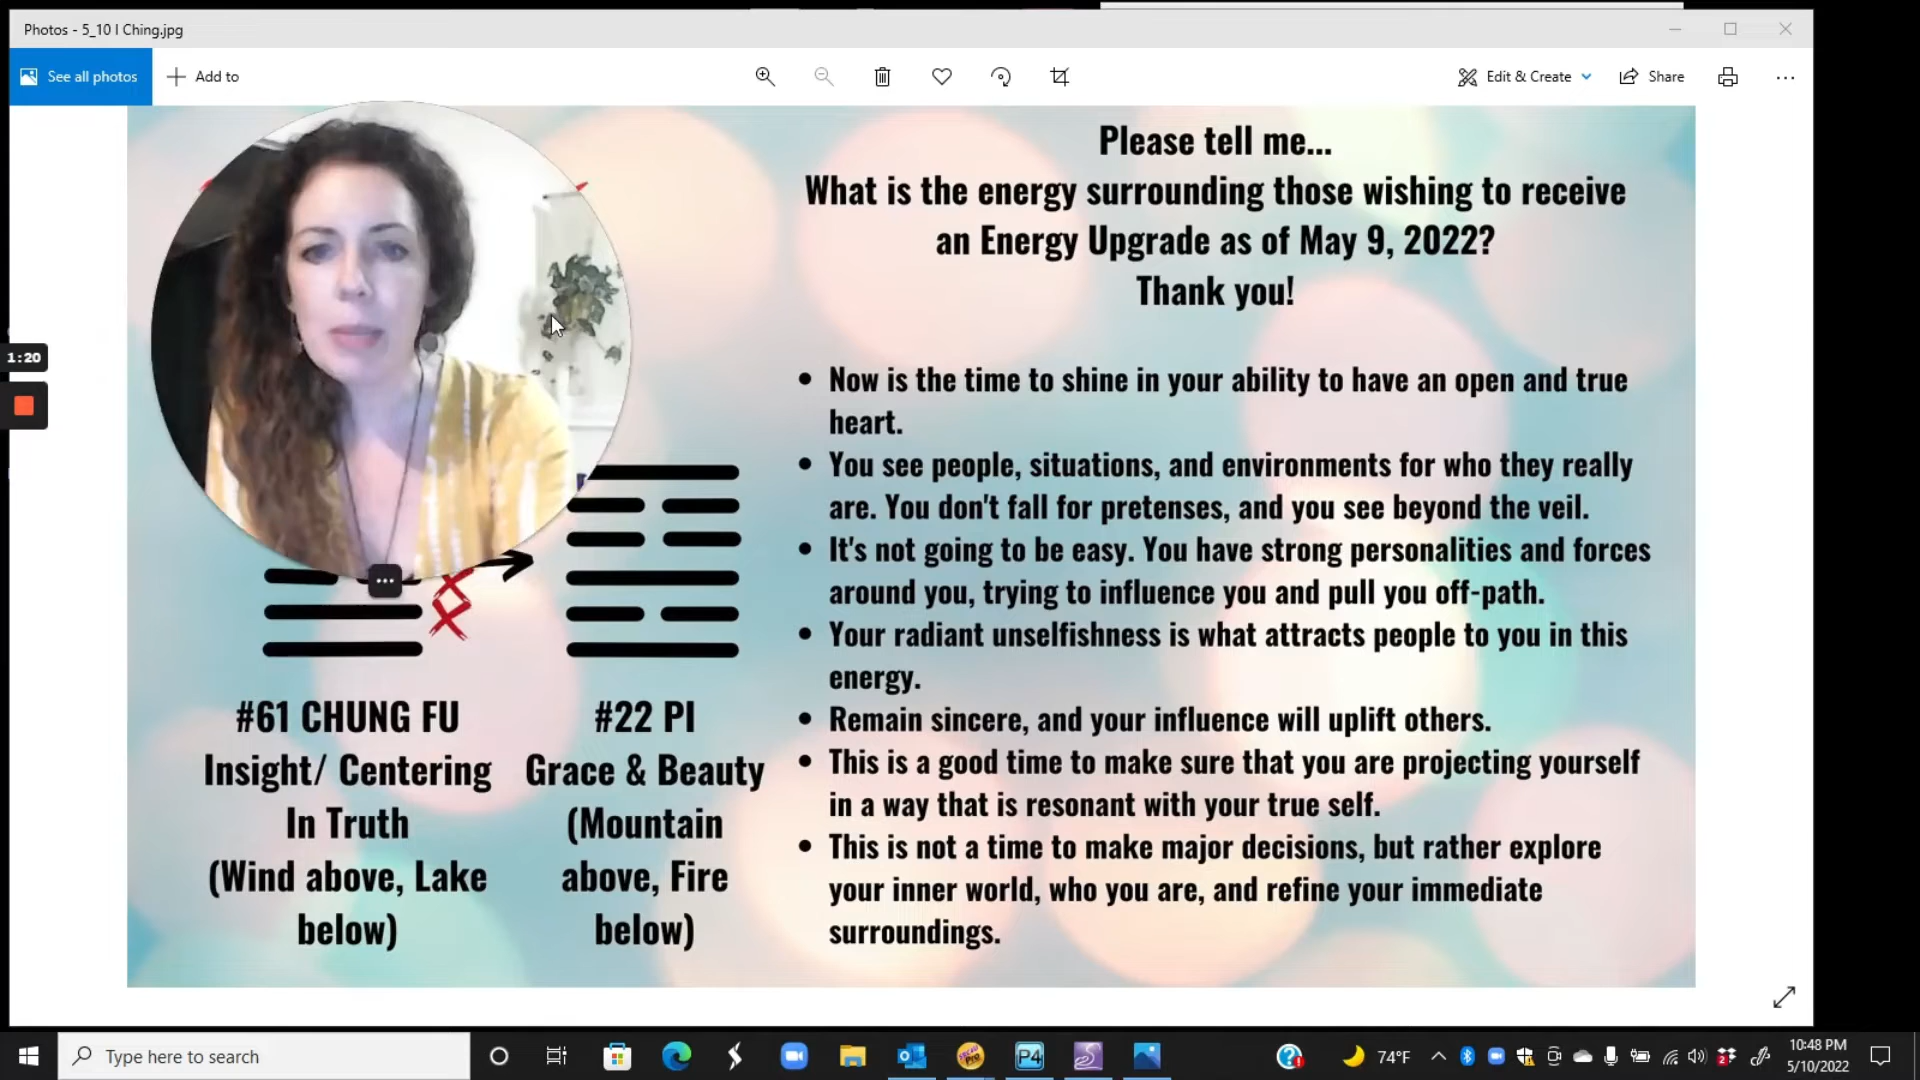 Photos - 5_10 I Ching.jpg
See all photos
Add to
Edit & Create
Share
Please tell me...
What is the energy surrounding those wishing to receive
an Energy Upgrade as of May 9, 2022?
Thank you!
1:20
• Now is the time to shine in your ability to have an open and true
heart.
• You see people, situations, and environments for who they really
are. You don't fall for pretenses, and you see beyond the veil.
• It's not going to be easy. You have strong personalities and forces
around you, trying to influence you and pull you off-path.
• Your radiant unselfishness is what attracts people to you in this
energy.
• Remain sincere, and your influence will uplift others.
• This is a good time to make sure that you are projecting yourself
in a way that is resonant with your true self.
• This is not a time to make major decisions, but rather explore
your inner world, who you are, and refine your immediate
surroundings.
#61 CHUNG FU
Insight/ Centering
In Truth
(Wind above, Lake
below)
#22 PI
Grace & Beauty
(Mountain
above, Fire
below)
Type here to search
P4
74°F
10:48 PM
5/10/2022